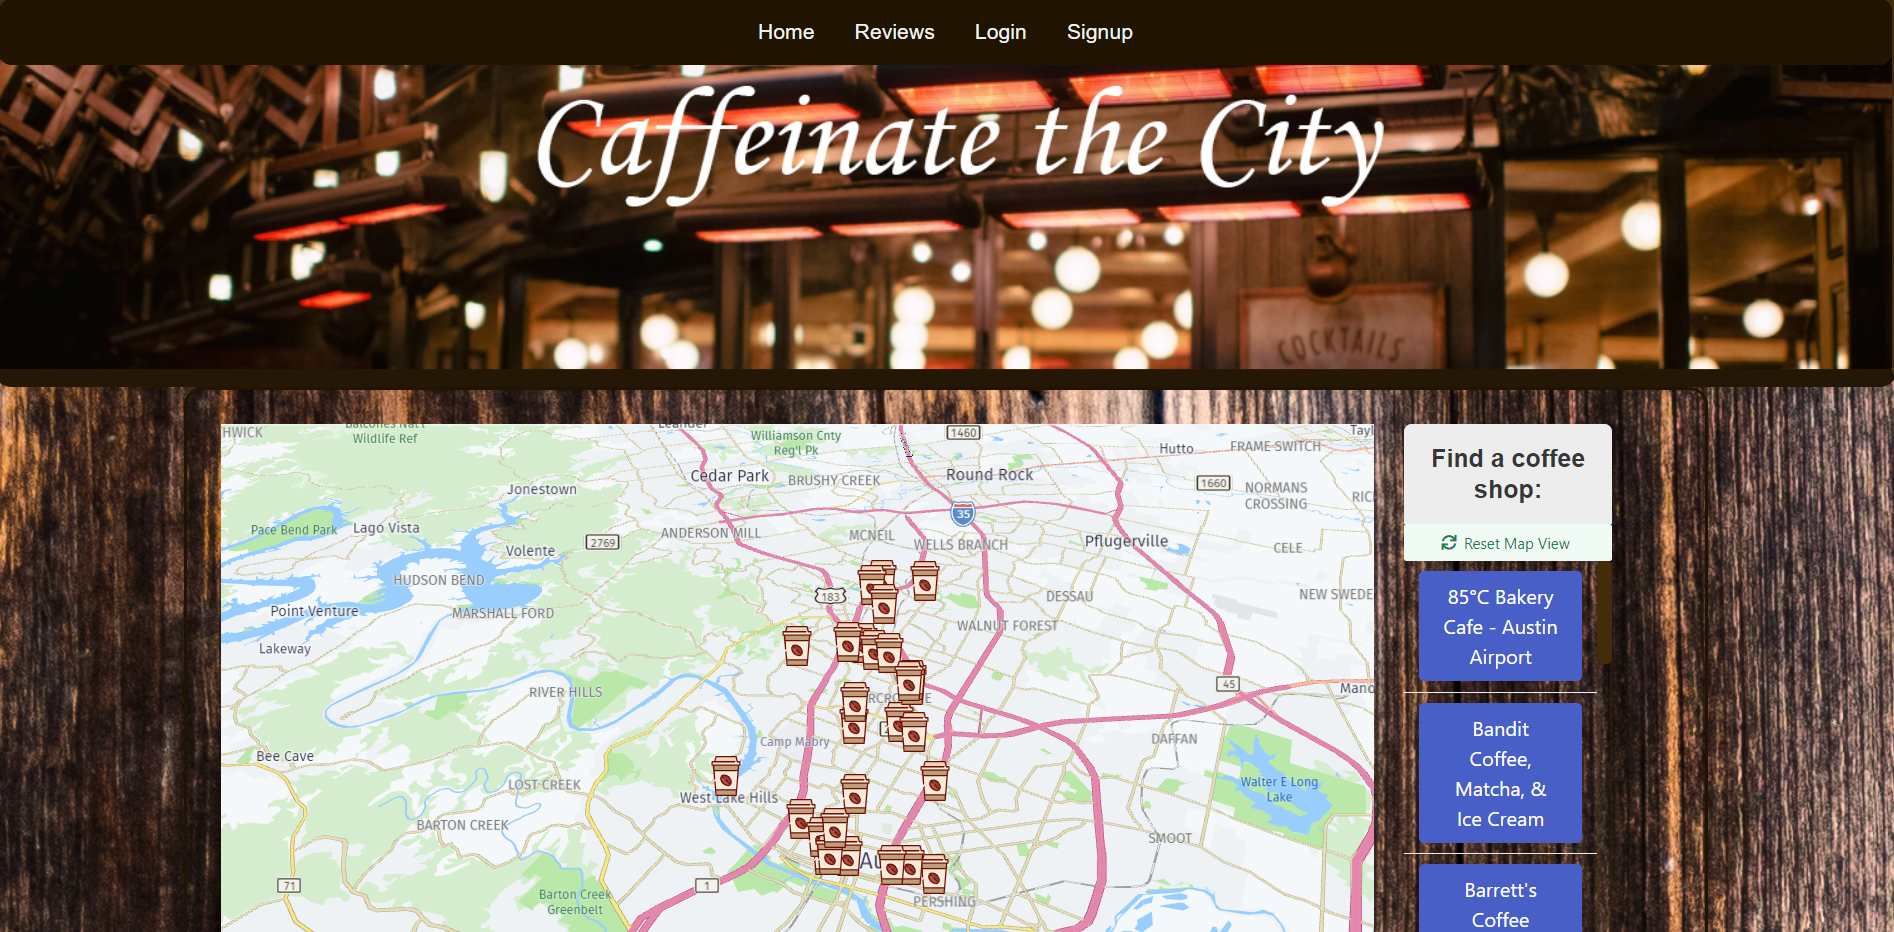 Home Reviews Login Signup
Caffeinate the City
COCKTAILS
Find a coffee
shop:
Reset Map View
85°C Bakery
Cafe - Austin
Airport
Bandit
Coffee,
Matcha, &
Ice Cream
Barrett's
Coffee
Wildlife Ref
Williamson Cnty
Reg'l Pk
1460
Hutto
FRAME SWITCH
Cedar Park
BRUSHY CREEK
Round Rock
1660
NORMANS
CROSSING
Jonestown
35
Pace Bend Park
Lago Vista
ANDERSON MILL
MCNEIL
WELLS BRANCH
Pflugerville
CELE
2769
Volente
HUDSON BEND
183
DESSAU
NEW SWEDE
Point Venture
MARSHALL FORD
WALNUT FOREST
Lakeway
RIVER HILLS
45
Mano
Camp Mabry
DAFFAN
Bee Cave
LOST CREEK
West Lake Hills
Walter E Long
Lake
BARTON CREEK
SMOOT
Au
71
1
Barton Creek
Greenbelt
PERSHING